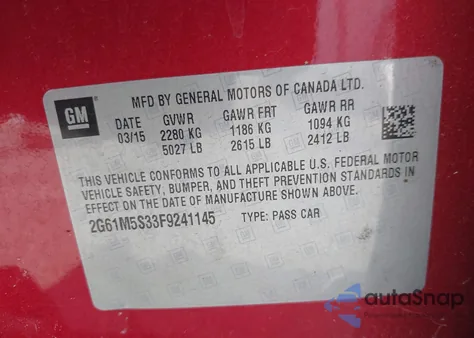 GM
MFD BY GENERAL MOTORS OF CANADA LTD.
DATE GVWR GAWR FRT GAWR RR
03/15 2280 KG 1186 KG 1094 KG
5027 LB 2615 LB 2412 LB
THIS VEHICLE CONFORMS TO ALL APPLICABLE U.S. FEDERAL MOTOR
VEHICLE SAFETY, BUMPER, AND THEFT PREVENTION STANDARDS IN
EFFECT ON THE DATE OF MANUFACTURE SHOWN ABOVE.
2G61M5S33F9241145 TYPE: PASS CAR
autoSnap